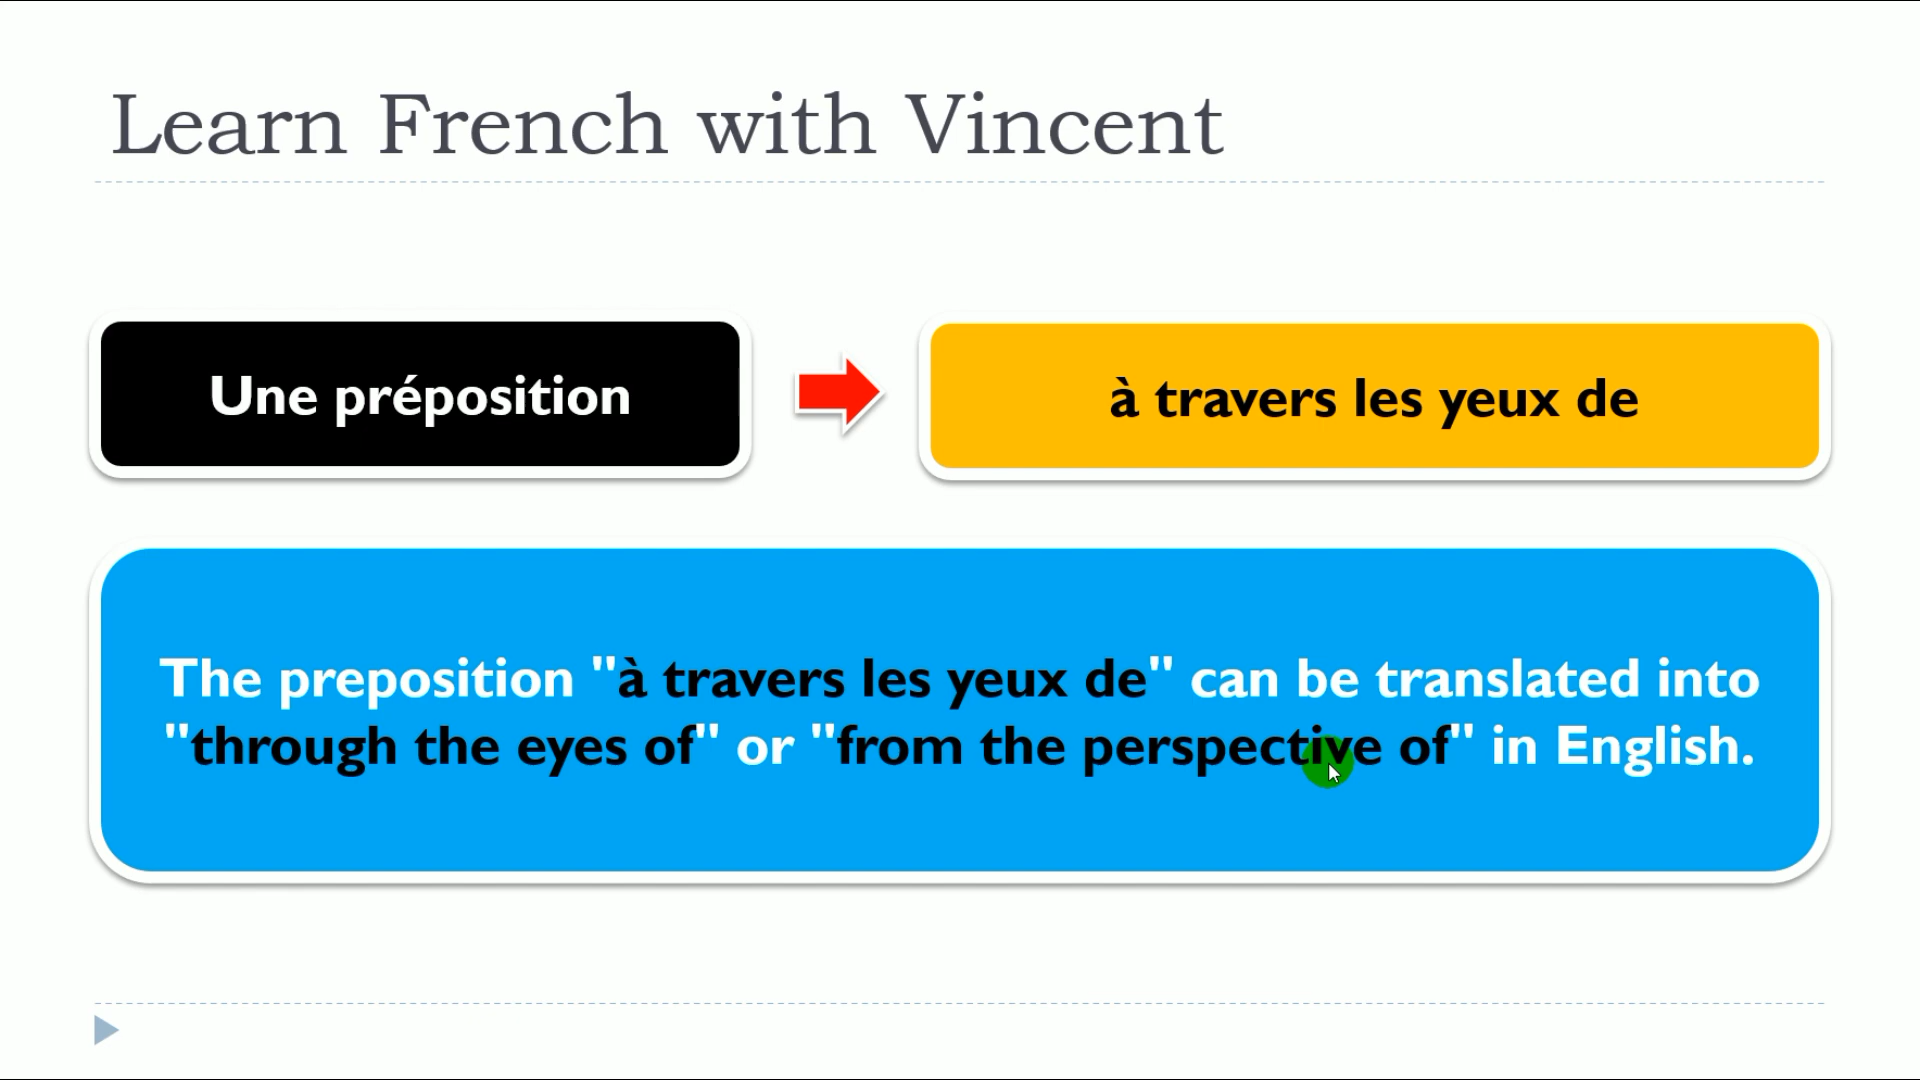 Learn French with Vincent
Une préposition
à travers les yeux de
The preposition "à travers les yeux de" can be translated into
"through the eyes of" or "from the perspective of" in English.